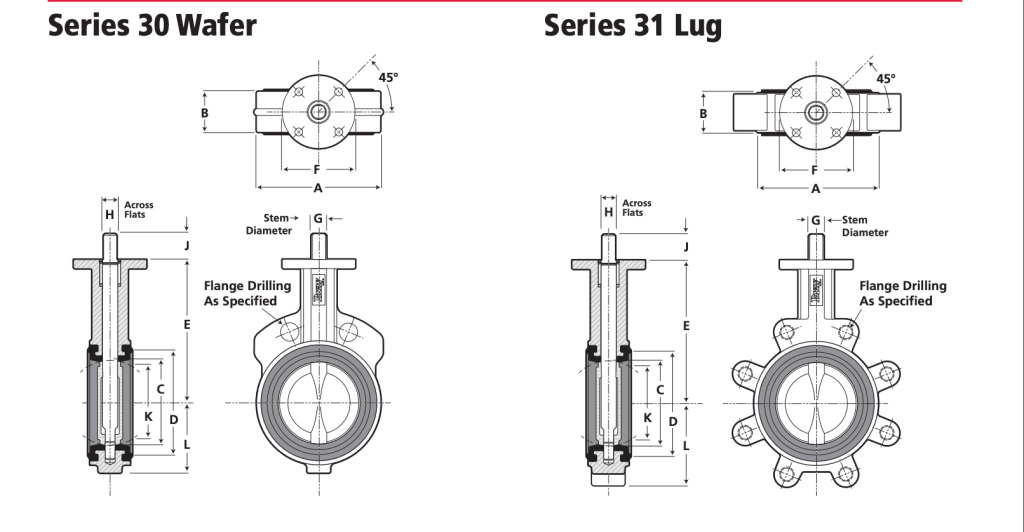 Series 30 Wafer
Series 31 Lug
45°
B
F
A
H
Across
Flats
J
Stem
Diameter
G
Flange Drilling
As Specified
E
C
K
D
L
45°
B
F
A
H
Across
Flats
J
G
Stem
Diameter
Flange Drilling
As Specified
E
C
K
D
L